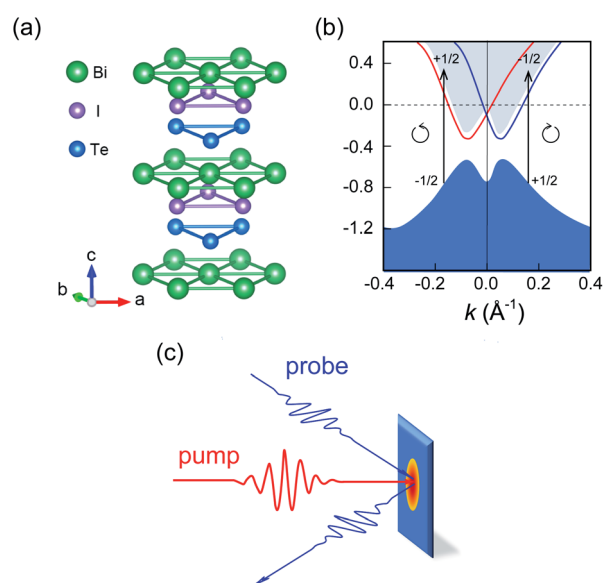 (a)
Bi
I
Te
c
b
a
(b)
0.6
0.0
-0.4
-0.8
-1.2
+1/2
-1/2
-1/2
+1/2
-0.4 -0.2 0.0 0.2 0.4
k (Å⁻¹)
(c)
probe
pump